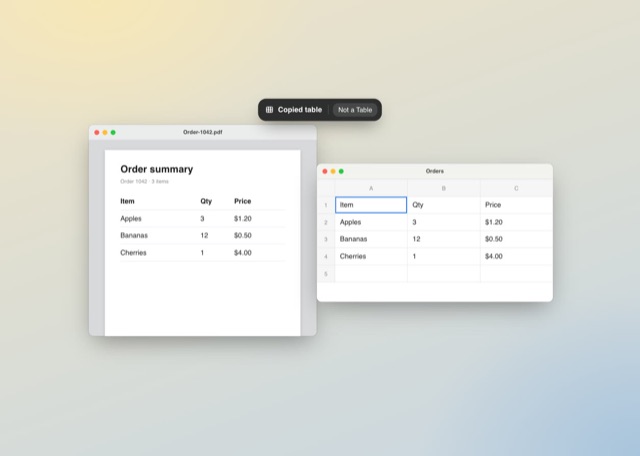 Copied table
Not a Table
Order-1042.pdf
Order summary
Order 1042 · 3 items
Item Qty Price
Apples 3 $1.20
Bananas 12 $0.50
Cherries 1 $4.00
Orders
A B C
1 Item Qty Price
2 Apples 3 $1.20
3 Bananas 12 $0.50
4 Cherries 1 $4.00
5